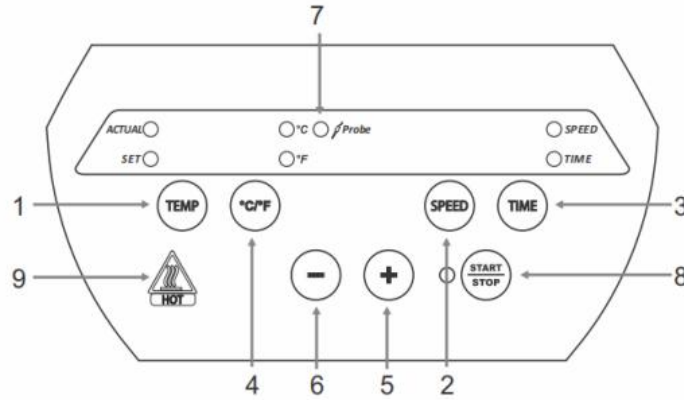 7
ACTUAL °C Probe SPEED
SET °F TIME
1 TEMP °C/°F SPEED TIME 3
9 HOT − + START STOP 8
4 6 5 2